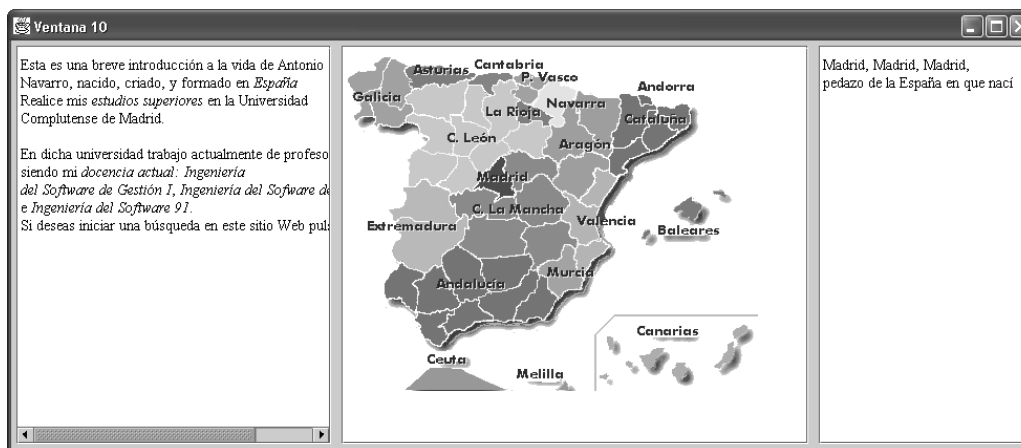 Ventana 10
Esta es una breve introducción a la vida de Antonio
Navarro, nacido, criado, y formado en España
Realice mis estudios superiores en la Universidad
Complutense de Madrid.
En dicha universidad trabajo actualmente de profeso
siendo mi docencia actual: Ingeniería
del Software de Gestión I, Ingeniería del Sofware de
e Ingeniería del Software 91.
Si deseas iniciar una búsqueda en este sitio Web puls
Asturias
Cantabria
P. Vasco
Galicia
La Rioja
Navarra
Andorra
Cataluña
C. León
Aragón
Madrid
C. La Mancha
Extremadura
Valencia
Baleares
Andalucía
Murcia
Canarias
Ceuta
Melilla
Madrid, Madrid, Madrid,
pedazo de la España en que nací